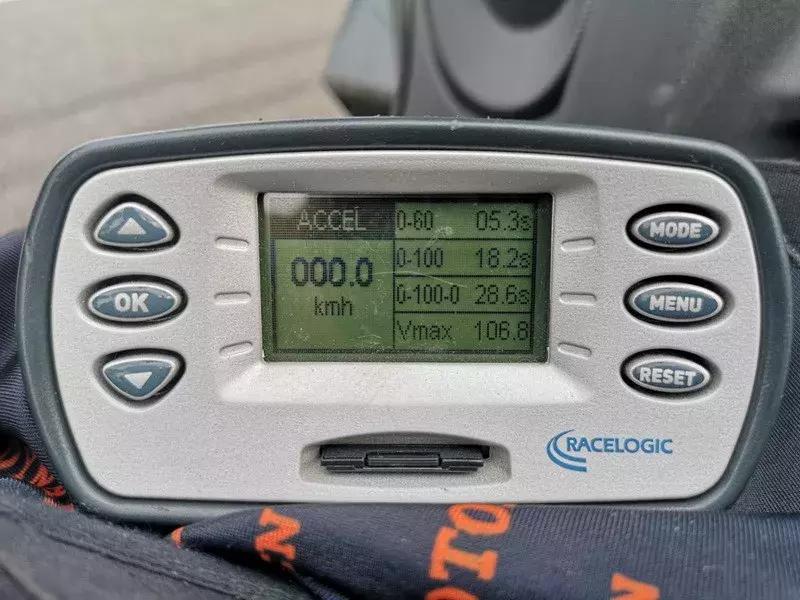 ACCEL
000.0
kmh
0-60 05.3s
0-100 18.2s
0-100-0 28.6s
Vmax 106.8
OK
MODE
MENU
RESET
RACELOGIC